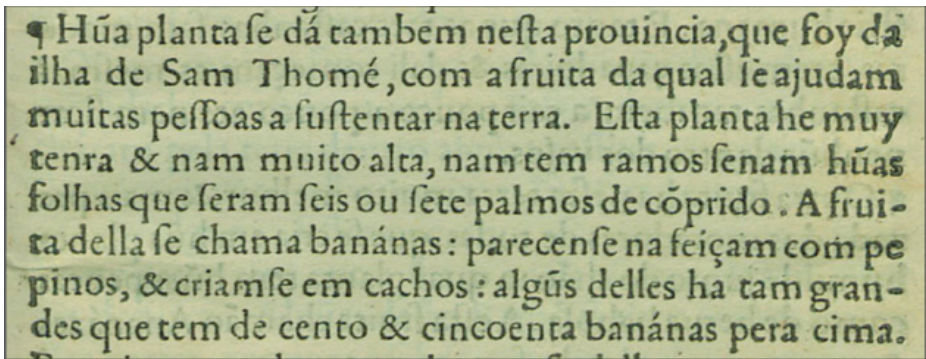 ¶ Hũa planta ſe dá tambem neſta prouincia,que foy da
ilha de Sam Thomé,com a fruita da qual ſe ajudam
muitas peſſoas a ſuſtentar na terra. Eſta planta he muy
tenra & nam muito alta, nam tem ramos ſenam hũas
folhas que ſeram ſeis ou ſete palmos de cõprido. A frui-
ta della ſe chama banánas: parecenſe na feiçam com pe
pinos, & criamſe em cachos: algũs delles ha tam gran-
des que tem de cento & cincoenta banánas pera cima.